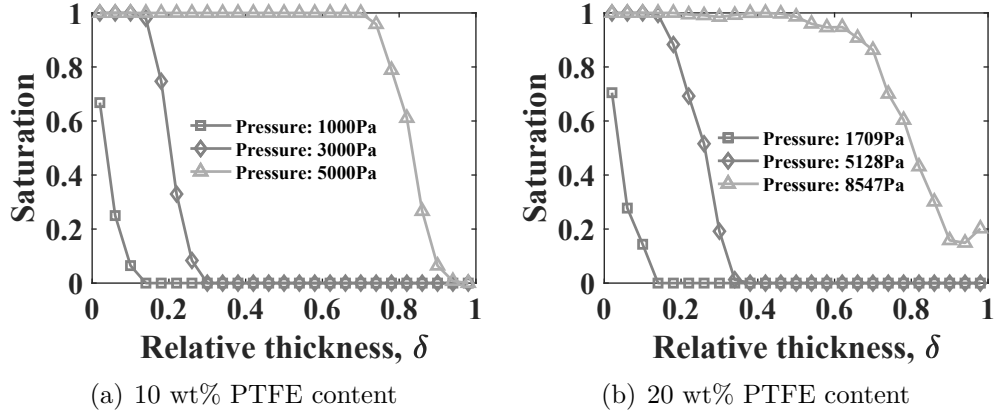 1
0.8
0.6
0.4
0.2
0
Saturation
Pressure: 1000Pa
Pressure: 3000Pa
Pressure: 5000Pa
0 0.2 0.4 0.6 0.8 1
Relative thickness, δ
(a) 10 wt% PTFE content
1
0.8
0.6
0.4
0.2
0
Saturation
Pressure: 1709Pa
Pressure: 5128Pa
Pressure: 8547Pa
0 0.2 0.4 0.6 0.8 1
Relative thickness, δ
(b) 20 wt% PTFE content